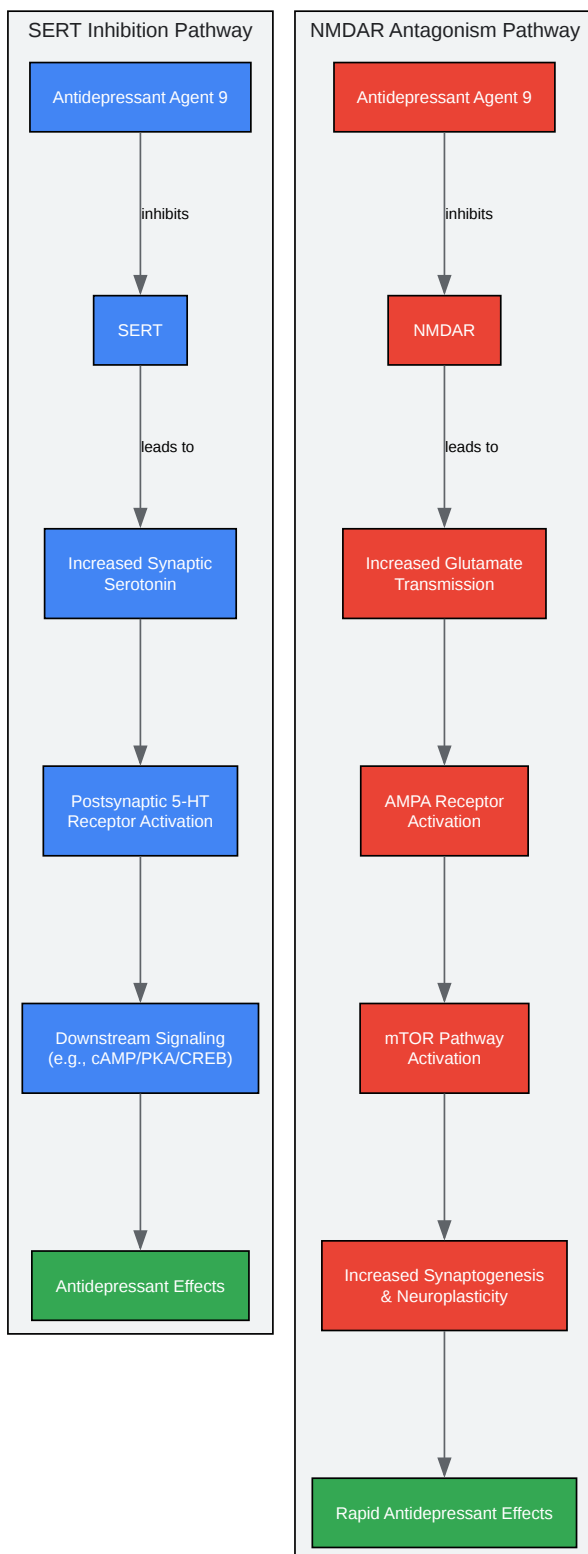 SERT Inhibition Pathway
Antidepressant Agent 9
inhibits
SERT
leads to
Increased Synaptic
Serotonin
Postsynaptic 5-HT
Receptor Activation
Downstream Signaling
(e.g., cAMP/PKA/CREB)
Antidepressant Effects
NMDAR Antagonism Pathway
Antidepressant Agent 9
inhibits
NMDAR
leads to
Increased Glutamate
Transmission
AMPA Receptor
Activation
mTOR Pathway
Activation
Increased Synaptogenesis
& Neuroplasticity
Rapid Antidepressant Effects